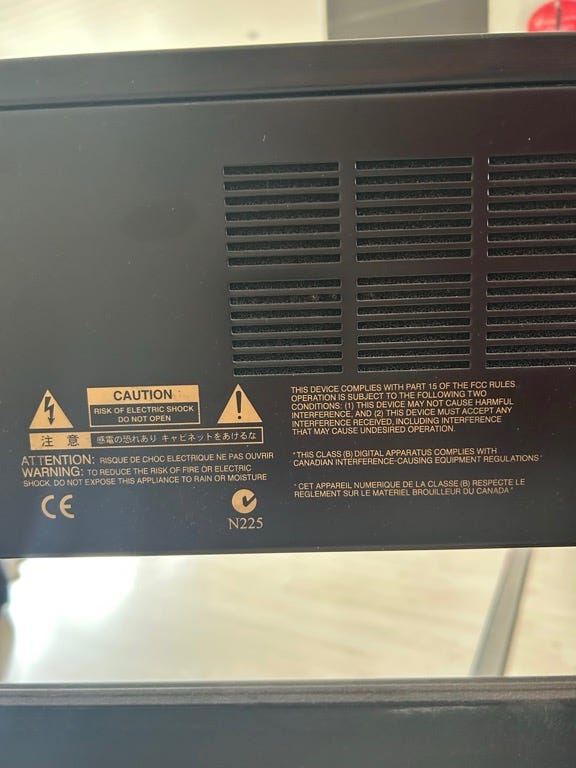 CAUTION
RISK OF ELECTRIC SHOCK
DO NOT OPEN
注 意
感電の恐れあり キャビネットをあけるな
ATTENTION: RISQUE DE CHOC ELECTRIQUE NE PAS OUVRIR
WARNING: TO REDUCE THE RISK OF FIRE OR ELECTRIC
SHOCK, DO NOT EXPOSE THIS APPLIANCE TO RAIN OR MOISTURE
CE
N225
THIS DEVICE COMPLIES WITH PART 15 OF THE FCC RULES
OPERATION IS SUBJECT TO THE FOLLOWING TWO
CONDITIONS: (1) THIS DEVICE MAY NOT CAUSE HARMFUL
INTERFERENCE, AND (2) THIS DEVICE MUST ACCEPT ANY
INTERFERENCE RECEIVED, INCLUDING INTERFERENCE
THAT MAY CAUSE UNDESIRED OPERATION.
"THIS CLASS (B) DIGITAL APPARATUS COMPLIES WITH
CANADIAN INTERFERENCE-CAUSING EQUIPMENT REGULATIONS"
"CET APPAREIL NUMERIQUE DE LA CLASSE (B) RESPECTE LE
REGLEMENT SUR LE MATERIEL BROUILLEUR DU CANADA"